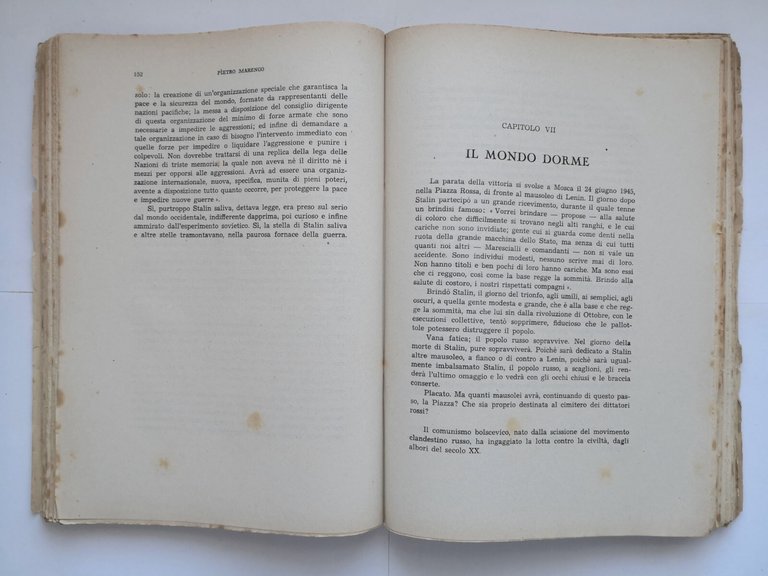 152
PIETRO MARENGO
solo: la creazione di un'organizzazione speciale che garantisca la
pace e la sicurezza del mondo, formate da rappresentanti delle
nazioni pacifiche; la messa a disposizione del consiglio dirigente
di questa organizzazione del minimo di forze armate che sono
necessarie a impedire le aggressioni; ed infine di demandare a
tale organizzazione in caso di bisogno l'intervento immediato con
quelle forze per impedire o liquidare l'aggressione e punire i
colpevoli. Non dovrebbe trattarsi di una replica della lega delle
Nazioni di triste memoria; la quale non aveva nè il diritto nè i
mezzi per opporsi alle aggressioni. Avrà ad essere una organiz-
zazione internazionale, nuova, specifica, munita di pieni poteri,
avente a disposizione tutto quanto occorre, per proteggere la pace
e impedire nuove guerre ».
Sì, purtroppo Stalin saliva, dettava legge, era preso sul serio
dal mondo occidentale, indifferente dapprima, poi curioso e infine
ammirato dall'esperimento sovietico. Sì, la stella di Stalin saliva
e altre stelle tramontavano, nella paurosa fornace della guerra.
CAPITOLO VII
IL MONDO DORME
La parata della vittoria si svolse a Mosca il 24 giugno 1945,
nella Piazza Rossa, di fronte al mausoleo di Lenin. Il giorno dopo
Stalin partecipò a un grande ricevimento, durante il quale tenne
un brindisi famoso: « Vorrei brindare — propose — alla salute
di coloro che difficilmente si trovano negli alti ranghi, e le cui
cariche non sono invidiate; gente cui si guarda come denti nella
ruota della grande macchina dello Stato, ma senza di cui tutti
quanti noi altri — Marescialli e comandanti — non si vale un
accidente. Sono individui modesti, nessuno scrive mai di loro.
Non hanno titoli e ben pochi di loro hanno cariche. Ma sono essi
che ci reggono, così come la base regge la sommità. Brindo alla
salute di costoro, i nostri rispettati compagni ».
Brindò Stalin, il giorno del trionfo, agli umili, ai semplici, agli
oscuri, a quella gente modesta e grande, che è alla base e che reg-
ge la sommità, ma che lui sin dalla rivoluzione di Ottobre, con le
esecuzioni collettive, tentò sopprimere, fiducioso che le pallot-
tole potessero distruggere il popolo.
Vana fatica; il popolo russo sopravvive. Nel giorno della
morte di Stalin, pure sopravviverà. Poichè sarà dedicato a Stalin
altro mausoleo, a fianco o di contro a Lenin, poichè sarà ugual-
mente imbalsamato Stalin, il popolo russo, a scaglioni, gli ren-
derà l'ultimo omaggio e lo vedrà con gli occhi chiusi e le braccia
conserte.
Placato. Ma quanti mausolei avrà, continuando di questo pas-
so, la Piazza? Che sia proprio destinata al cimitero dei dittatori
rossi?
Il comunismo bolscevico, nato dalla scissione del movimento
clandestino russo, ha ingaggiato la lotta contro la civiltà, dagli
albori del secolo XX.